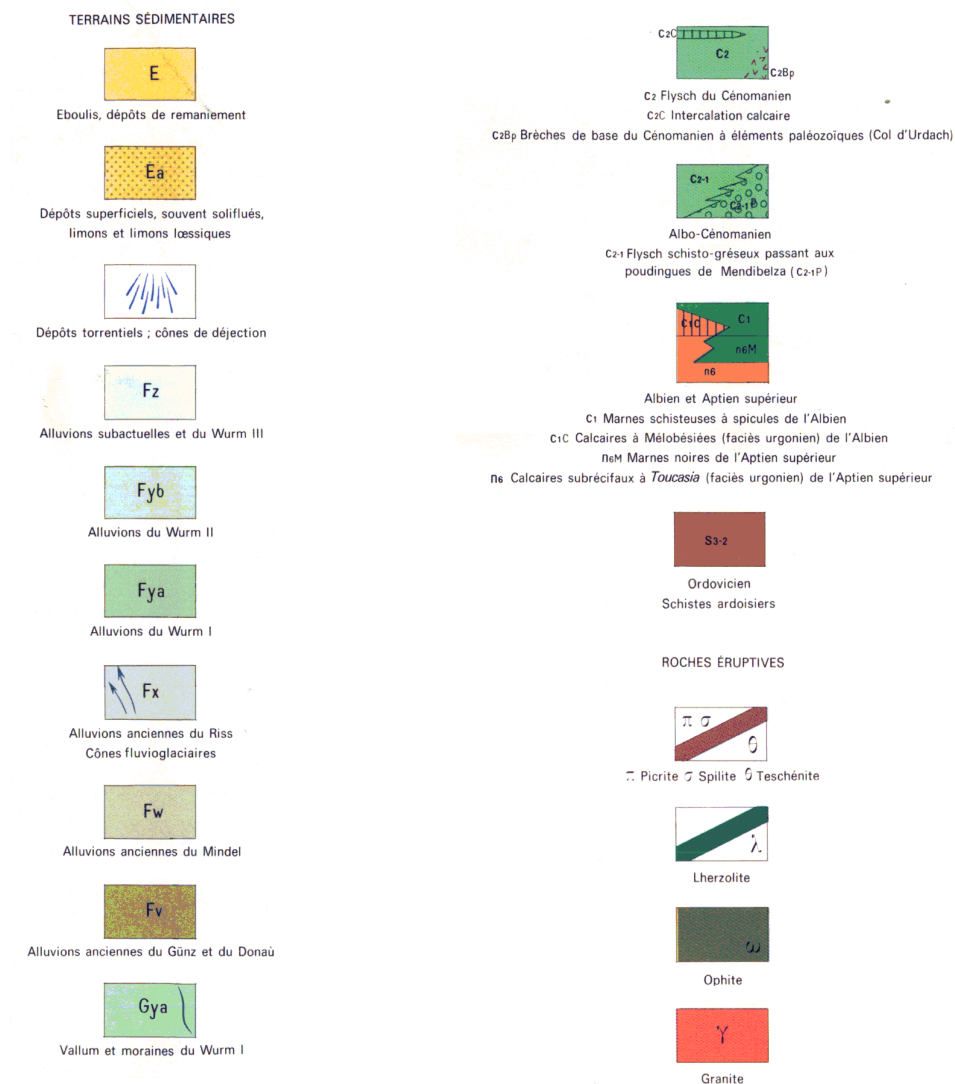 TERRAINS SÉDIMENTAIRES
E
Eboulis, dépôts de remaniement
Ea
Dépôts superficiels, souvent soliflués,
limons et limons lœssiques
Dépôts torrentiels ; cônes de déjection
Fz
Alluvions subactuelles et du Wurm III
Fyb
Alluvions du Wurm II
Fya
Alluvions du Wurm I
Fx
Alluvions anciennes du Riss
Cônes fluvioglaciaires
Fw
Alluvions anciennes du Mindel
Fv
Alluvions anciennes du Günz et du Donaù
Gya
Vallum et moraines du Wurm I
C2C
C2
C2Bp
C2 Flysch du Cénomanien
C2C Intercalation calcaire
C2Bp Brèches de base du Cénomanien à éléments paléozoïques (Col d'Urdach)
C2-1
C2-1P
Albo-Cénomanien
C2-1 Flysch schisto-gréseux passant aux
poudingues de Mendibelza (C2-1P)
C1C
C1
n6M
n6
Albien et Aptien supérieur
C1 Marnes schisteuses à spicules de l'Albien
C1C Calcaires à Mélobésiées (faciès urgonien) de l'Albien
n6M Marnes noires de l'Aptien supérieur
n6 Calcaires subrécifaux à Toucasia (faciès urgonien) de l'Aptien supérieur
S3-2
Ordovicien
Schistes ardoisiers
ROCHES ÉRUPTIVES
π σ
θ
π Picrite σ Spilite θ Teschénite
λ
Lherzolite
ω
Ophite
γ
Granite